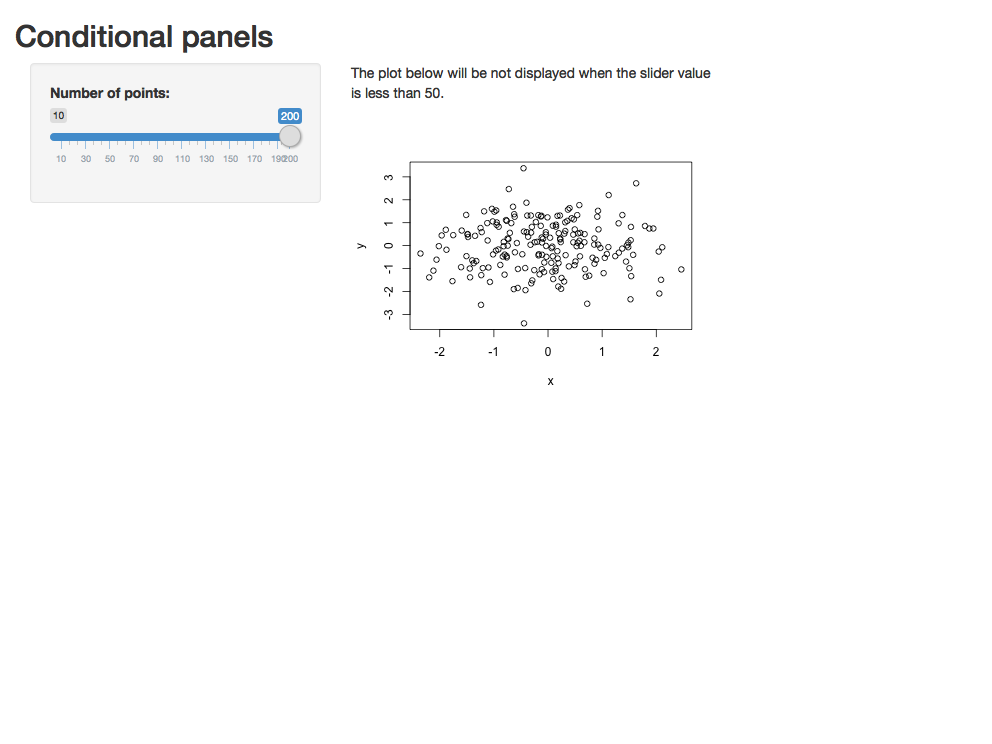 Conditional panels
Number of points:
10 200
10 30 50 70 90 110 130 150 170 190200
The plot below will be not displayed when the slider value
is less than 50.
y
3
2
1
0
-1
-2
-3
-2 -1 0 1 2
x